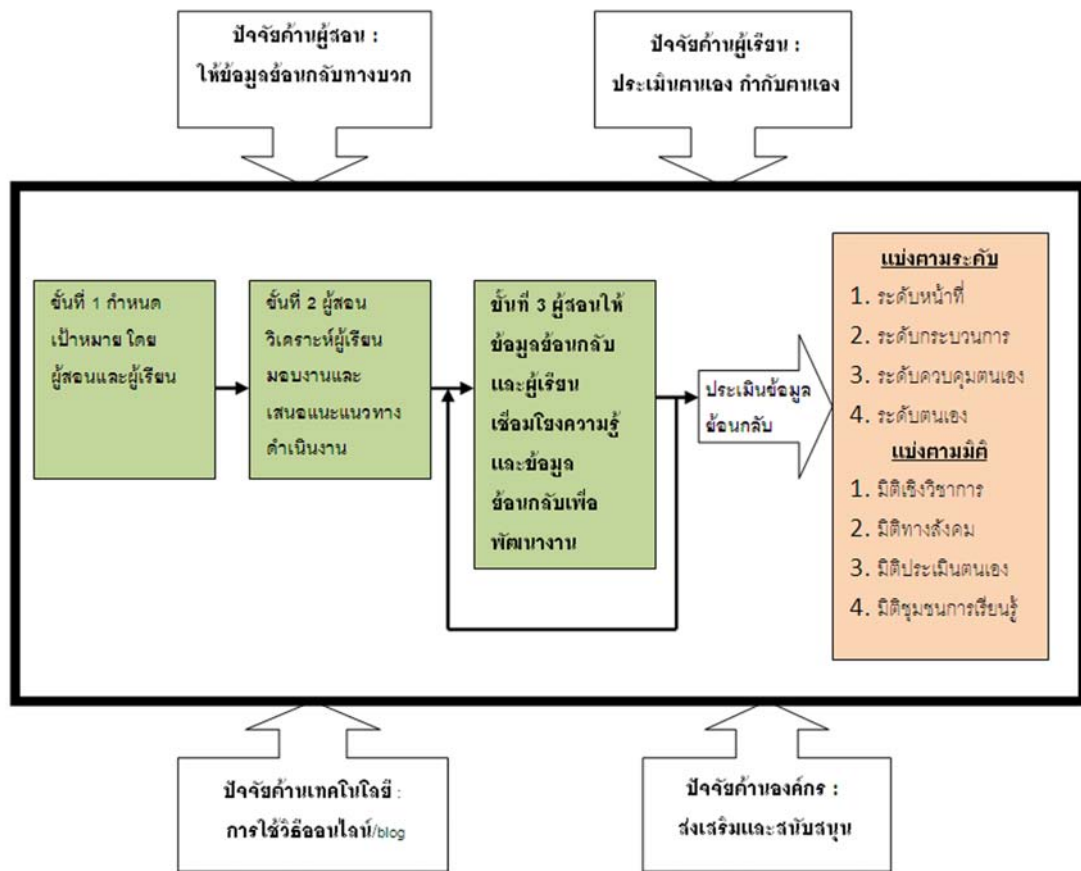 ปัจจัยด้านผู้สอน :
ให้ข้อมูลย้อนกลับทางบวก
ปัจจัยด้านผู้เรียน :
ประเมินตนเอง กำกับตนเอง
ขั้นที่ 1 กำหนด
เป้าหมาย โดย
ผู้สอนและผู้เรียน
ขั้นที่ 2 ผู้สอน
วิเคราะห์ผู้เรียน
มอบงานและ
เสนอแนะแนวทาง
ดำเนินงาน
ขั้นที่ 3 ผู้สอนให้
ข้อมูลย้อนกลับ
และผู้เรียน
เชื่อมโยงความรู้
และข้อมูล
ย้อนกลับเพื่อ
พัฒนางาน
ประเมินข้อมูล
ย้อนกลับ
แบ่งตามระดับ
1. ระดับหน้าที่
2. ระดับกระบวนการ
3. ระดับควบคุมตนเอง
4. ระดับตนเอง
แบ่งตามมิติ
1. มิติเชิงวิชาการ
2. มิติทางสังคม
3. มิติประเมินตนเอง
4. มิติชุมชนการเรียนรู้
ปัจจัยด้านเทคโนโลยี :
การใช้วิธีออนไลน์/blog
ปัจจัยด้านองค์กร :
ส่งเสริมและสนับสนุน